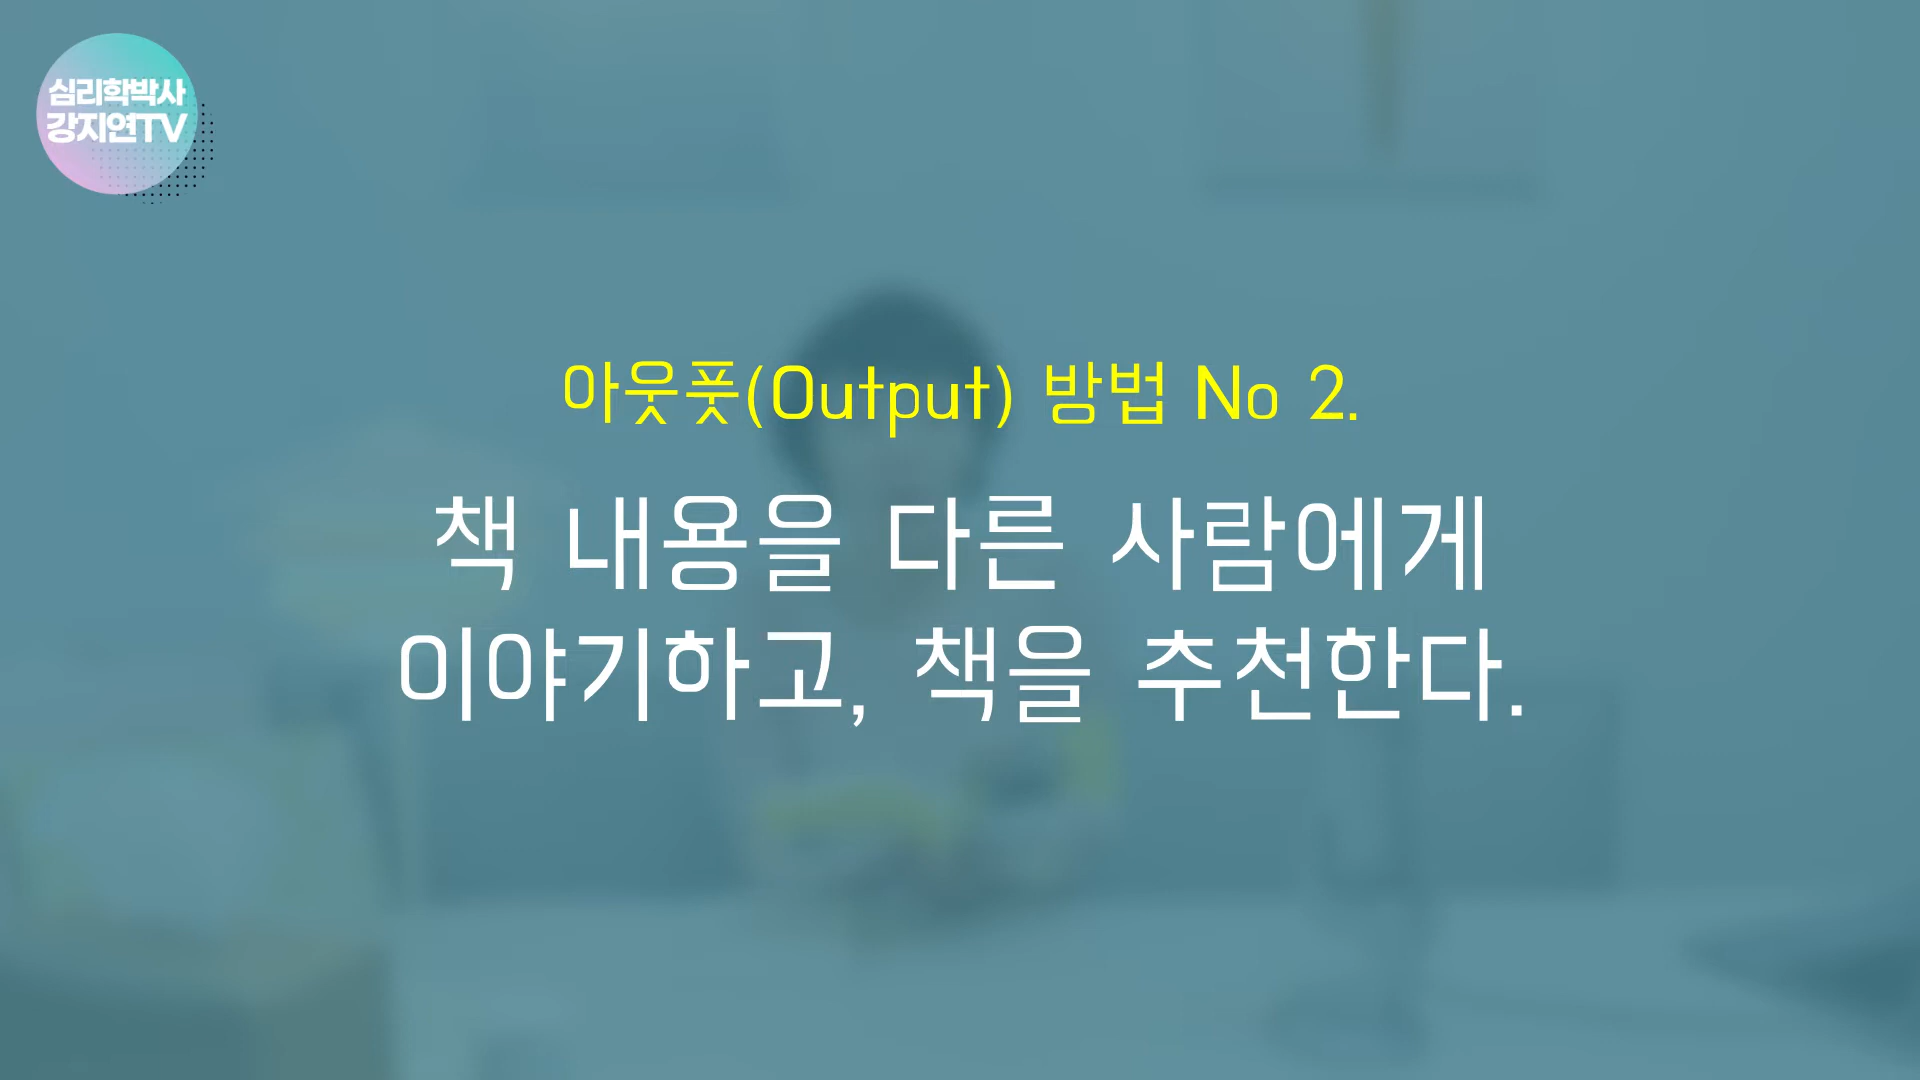 심리학박사
강지연TV
아웃풋(Output) 방법 No 2.
책 내용을 다른 사람에게
이야기하고, 책을 추천한다.